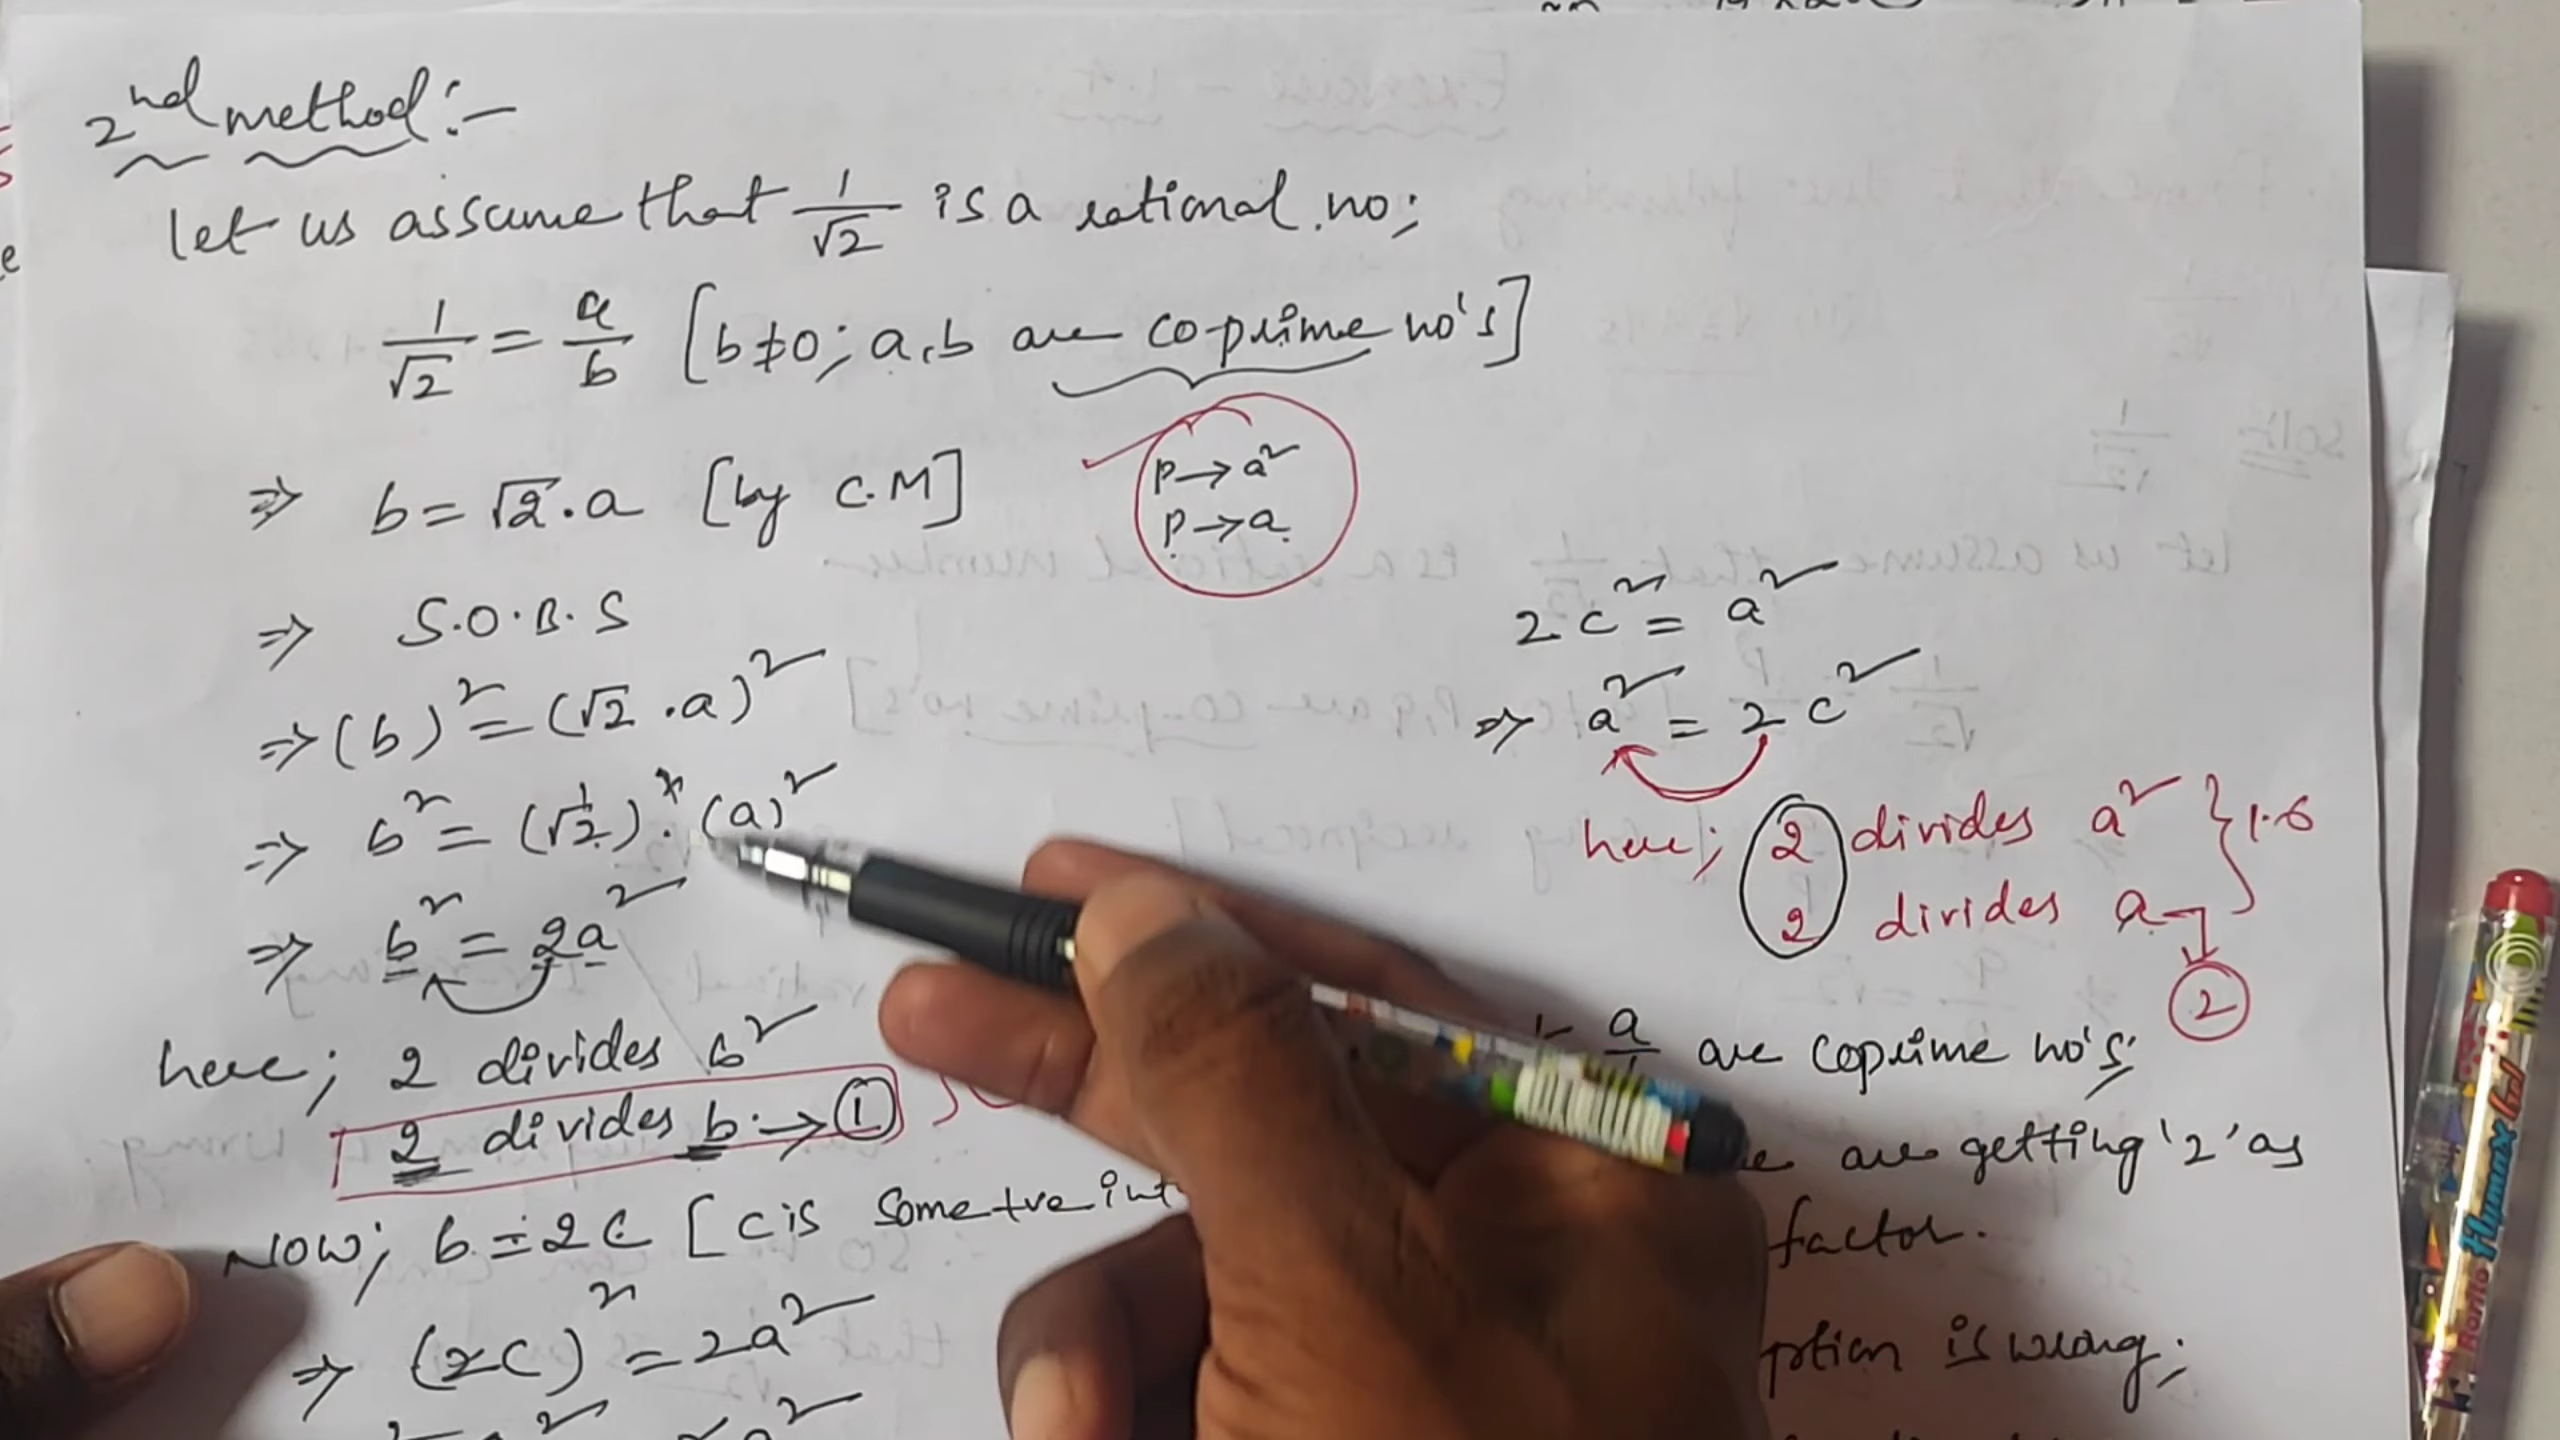 2nd method:-
let us assume that 1/√2 is a rational no;
1/√2 = a/b [b≠0; a,b are co-prime no's]
⇒ b = √2 . a [by C.M]
p → a²
p → a
⇒ S.O.B.S
⇒ (b)² = (√2 . a)²
⇒ b² = (√2)² . (a)²
⇒ b² = 2a²
here; 2 divides b²
2 divides b → ①
Now; b = 2c [c is some +ve int
⇒ (2c)² = 2a²
2c² = a²
⇒ a² = 2c²
here; 2 divides a² } 1.6
2 divides a → ②
a are coprime no's;
are getting '2' as
factor.
ption is wrong;